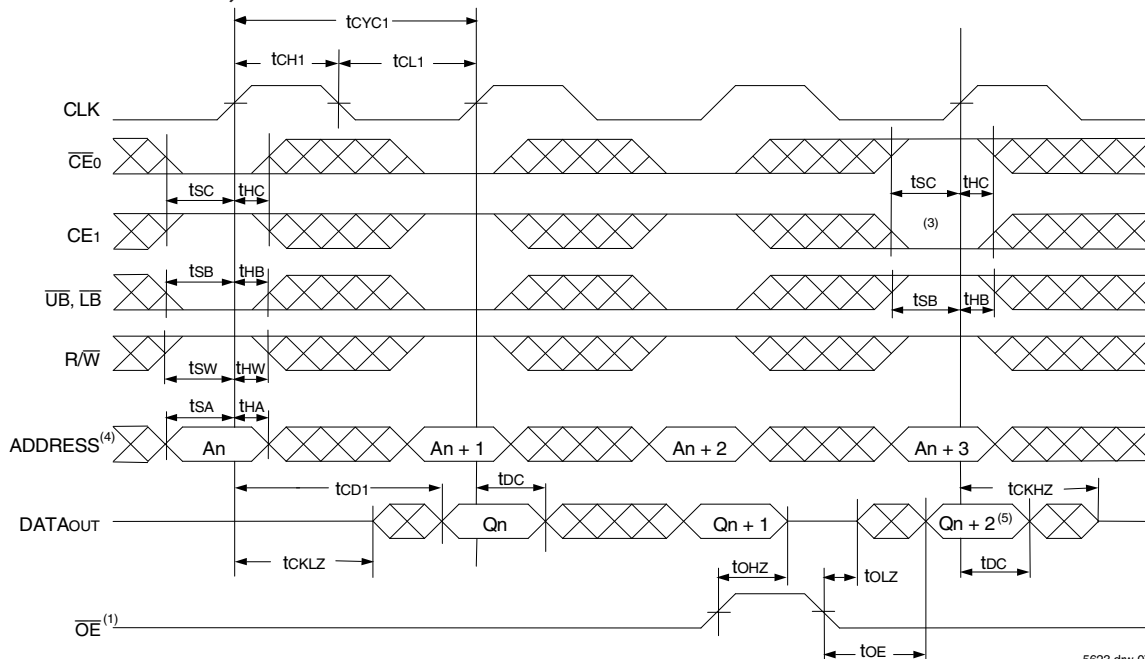 tCYC1
tCH1
tCL1
CLK
CE0
tSC
tHC
tSC
tHC
CE1
(3)
tSB
tHB
UB, LB
tSB
tHB
R/W
tSW
tHW
tSA
tHA
ADDRESS(4)
An
An + 1
An + 2
An + 3
tCD1
tDC
tCKHZ
DATAOUT
Qn
Qn + 1
Qn + 2(5)
tCKLZ
tOHZ
tOLZ
tDC
OE(1)
tOE